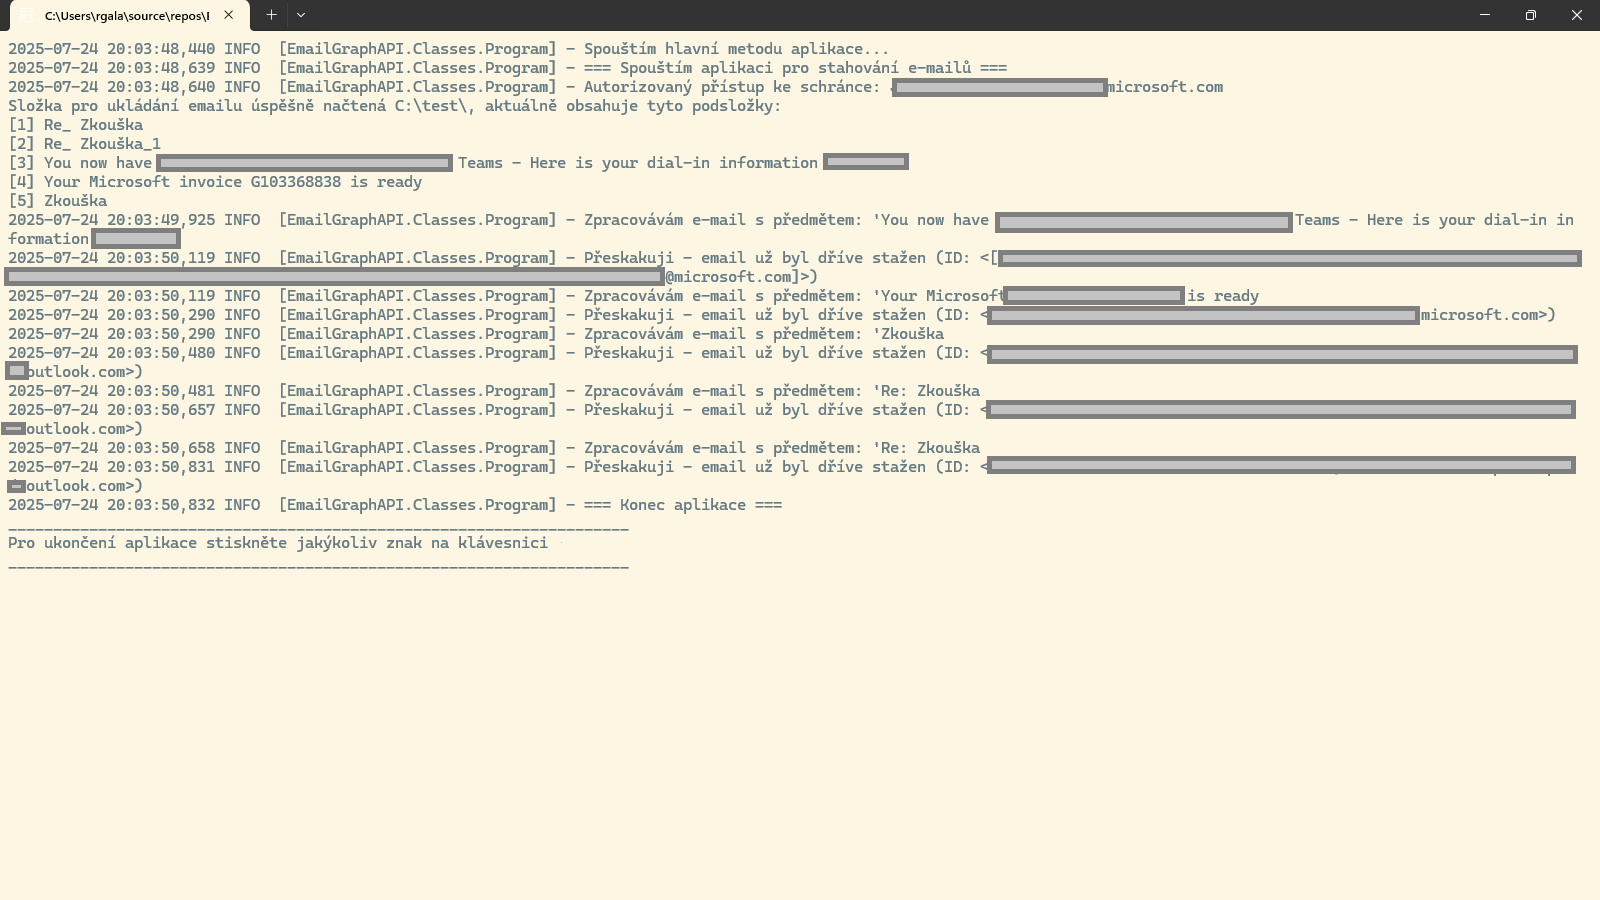 C:\Users\rgala\source\repos\E
2025-07-24 20:03:48,440 INFO  [EmailGraphAPI.Classes.Program] - Spouštím hlavní metodu aplikace...
2025-07-24 20:03:48,639 INFO  [EmailGraphAPI.Classes.Program] - === Spouštím aplikaci pro stahování e-mailů ===
2025-07-24 20:03:48,640 INFO  [EmailGraphAPI.Classes.Program] - Autorizovaný přístup ke schránce: microsoft.com
Složka pro ukládání emailu úspěšně načtená C:\test\, aktuálně obsahuje tyto podsložky:
[1] Re_ Zkouška
[2] Re_ Zkouška_1
[3] You now have Teams - Here is your dial-in information
[4] Your Microsoft invoice G103368838 is ready
[5] Zkouška
2025-07-24 20:03:49,925 INFO  [EmailGraphAPI.Classes.Program] - Zpracovávám e-mail s předmětem: 'You now have Teams - Here is your dial-in in
formation
2025-07-24 20:03:50,119 INFO  [EmailGraphAPI.Classes.Program] - Přeskakuji - email už byl dříve stažen (ID: <[
@microsoft.com]>)
2025-07-24 20:03:50,119 INFO  [EmailGraphAPI.Classes.Program] - Zpracovávám e-mail s předmětem: 'Your Microsoft is ready
2025-07-24 20:03:50,290 INFO  [EmailGraphAPI.Classes.Program] - Přeskakuji - email už byl dříve stažen (ID: < microsoft.com>)
2025-07-24 20:03:50,290 INFO  [EmailGraphAPI.Classes.Program] - Zpracovávám e-mail s předmětem: 'Zkouška
2025-07-24 20:03:50,480 INFO  [EmailGraphAPI.Classes.Program] - Přeskakuji - email už byl dříve stažen (ID: <
outlook.com>)
2025-07-24 20:03:50,481 INFO  [EmailGraphAPI.Classes.Program] - Zpracovávám e-mail s předmětem: 'Re: Zkouška
2025-07-24 20:03:50,657 INFO  [EmailGraphAPI.Classes.Program] - Přeskakuji - email už byl dříve stažen (ID: <
outlook.com>)
2025-07-24 20:03:50,658 INFO  [EmailGraphAPI.Classes.Program] - Zpracovávám e-mail s předmětem: 'Re: Zkouška
2025-07-24 20:03:50,831 INFO  [EmailGraphAPI.Classes.Program] - Přeskakuji - email už byl dříve stažen (ID: <
outlook.com>)
2025-07-24 20:03:50,832 INFO  [EmailGraphAPI.Classes.Program] - === Konec aplikace ===
_____________________________________________________________________
Pro ukončení aplikace stiskněte jakýkoliv znak na klávesnici
_____________________________________________________________________